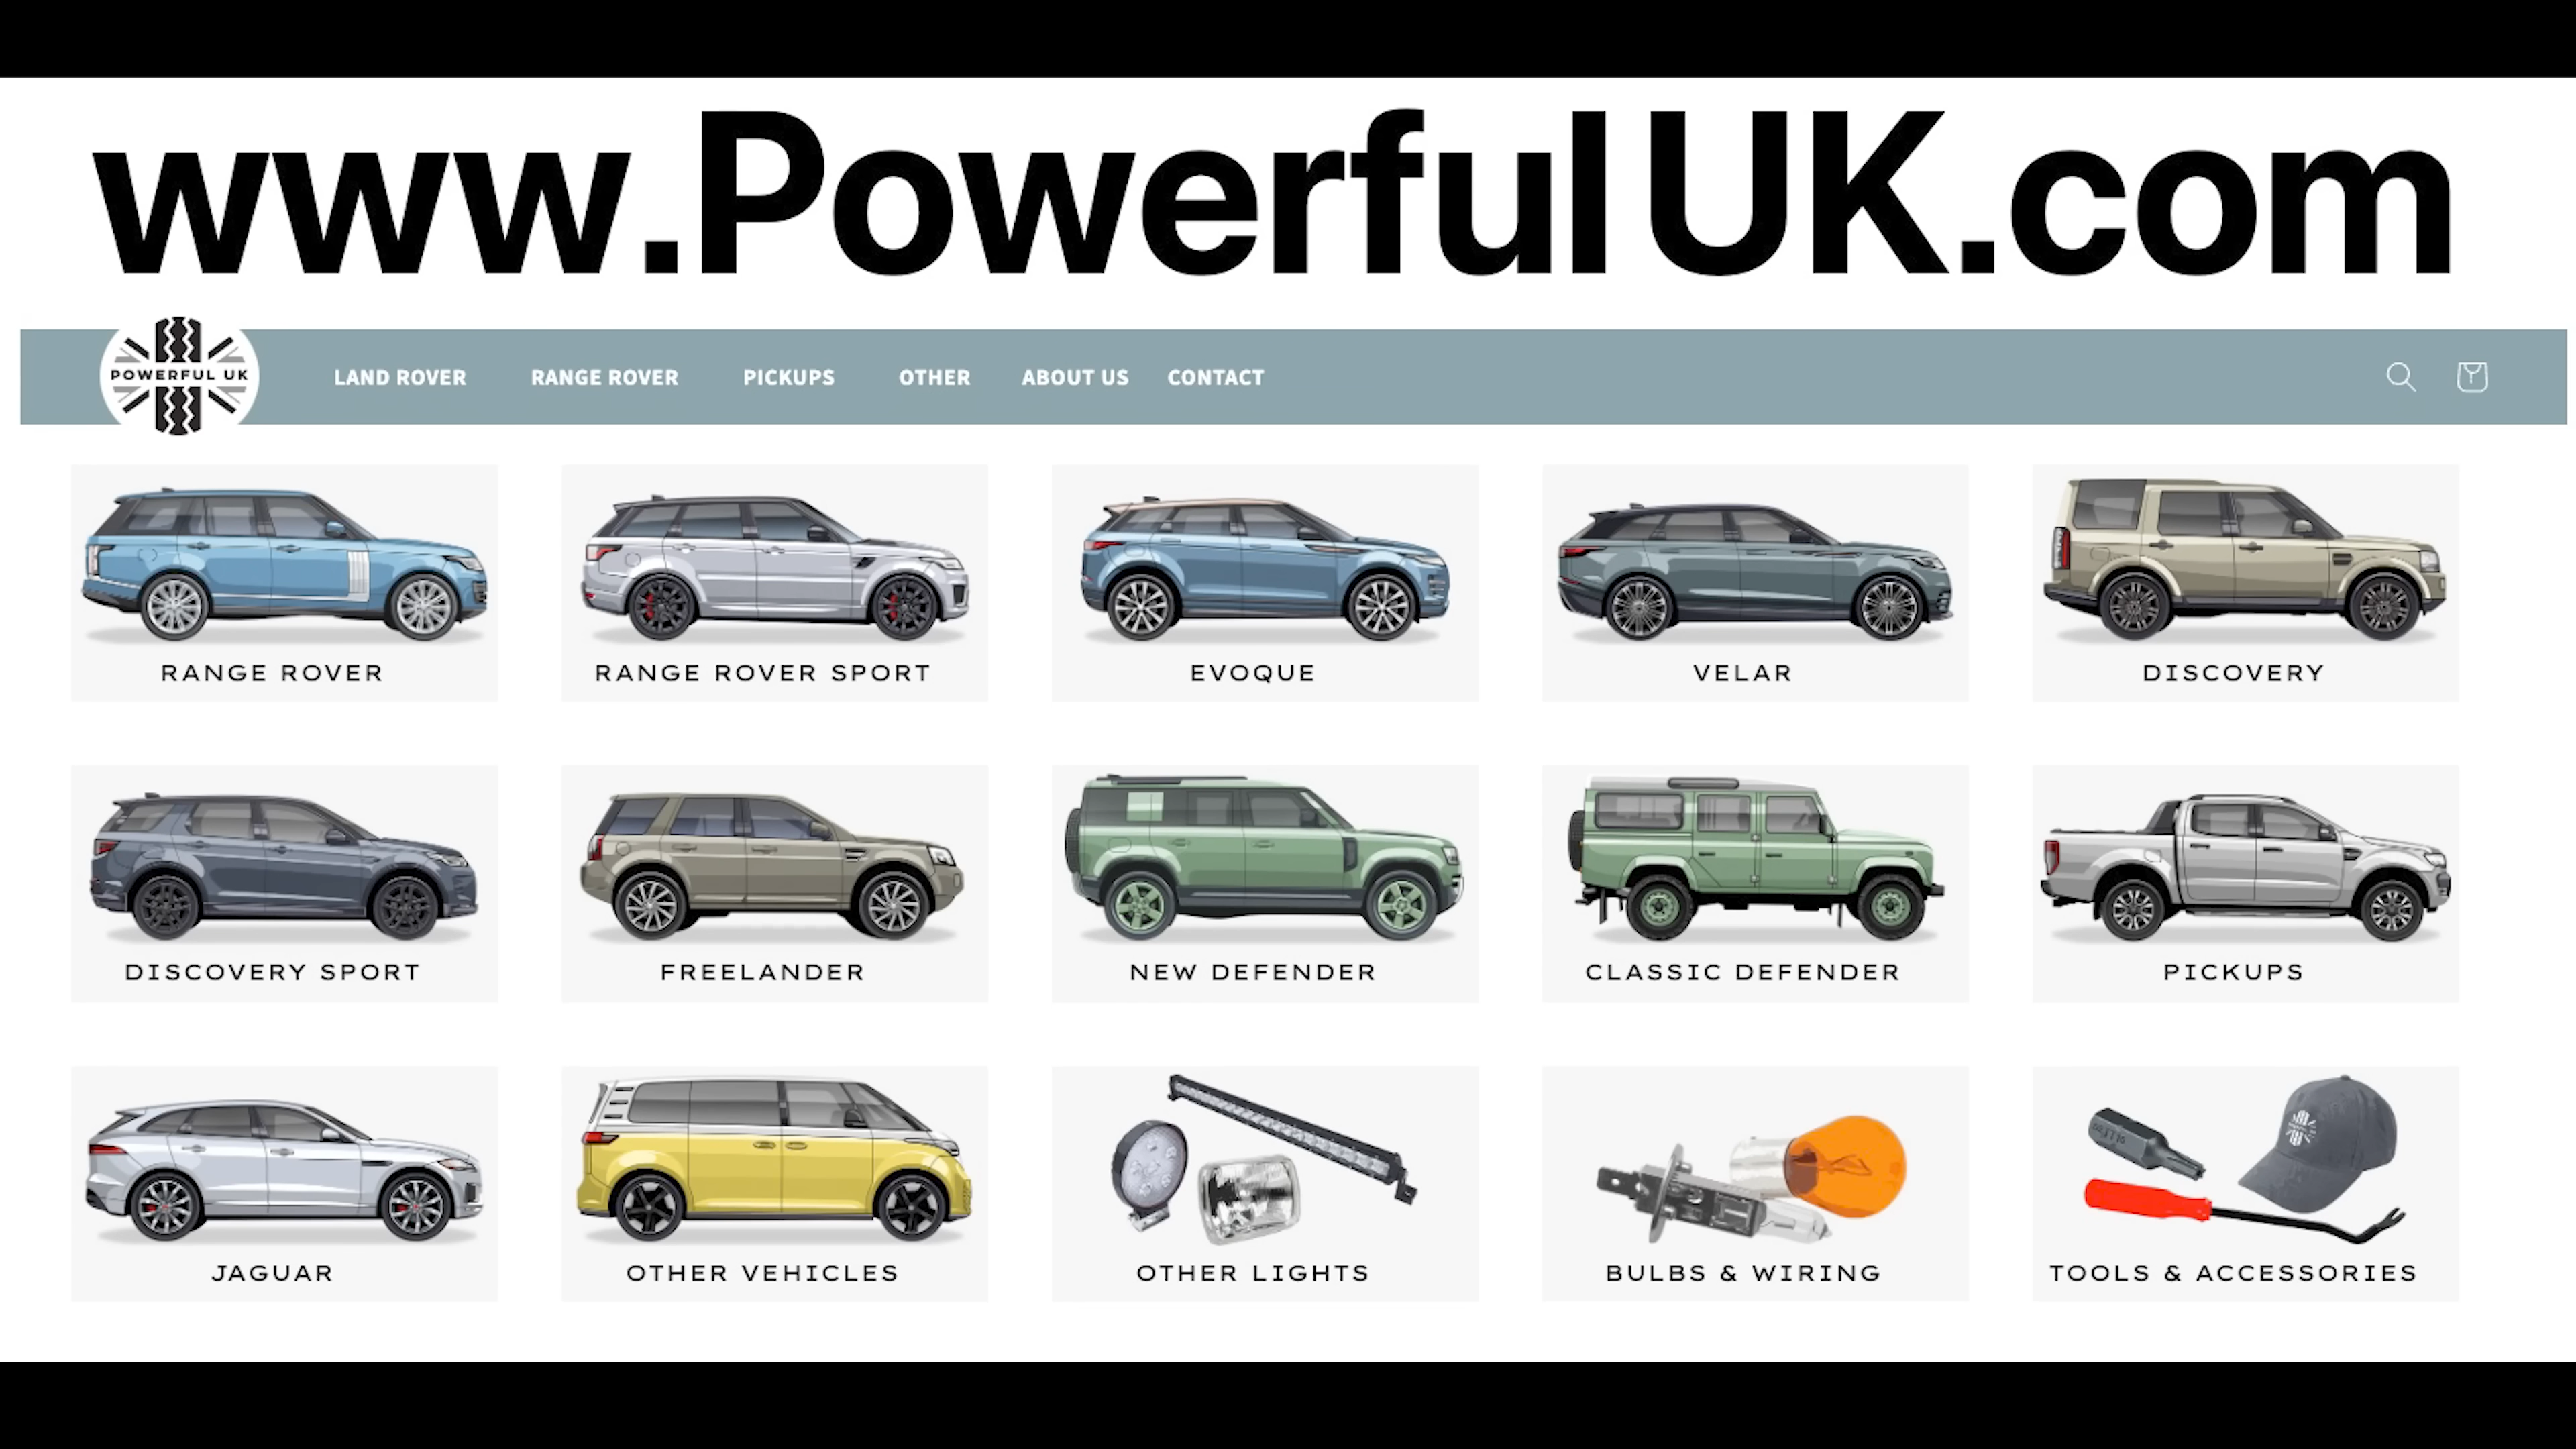 www.PowerfulUK.com
POWERFUL UK
LAND ROVER RANGE ROVER PICKUPS OTHER ABOUT US CONTACT
RANGE ROVER RANGE ROVER SPORT EVOQUE VELAR DISCOVERY
DISCOVERY SPORT FREELANDER NEW DEFENDER CLASSIC DEFENDER PICKUPS
JAGUAR OTHER VEHICLES OTHER LIGHTS BULBS & WIRING TOOLS & ACCESSORIES